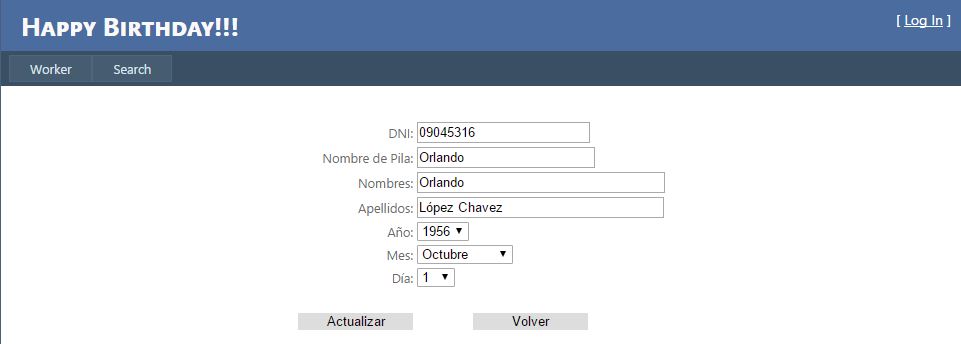 Happy Birthday!!!
[ Log In ]
Worker Search
DNI: 09045316
Nombre de Pila: Orlando
Nombres: Orlando
Apellidos: López Chavez
Año: 1956
Mes: Octubre
Día: 1
Actualizar Volver